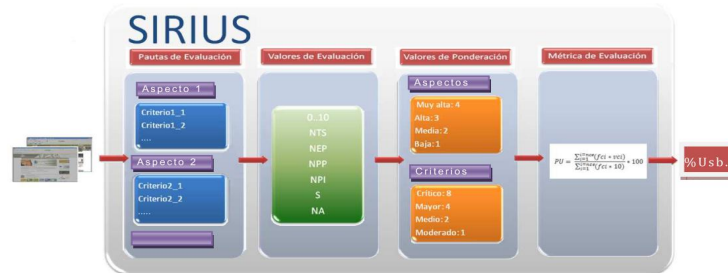 SIRIUS
Pautas de Evaluación
Aspecto 1
Criterio1_1
Criterio1_2
....
Aspecto 2
Criterio2_1
Criterio2_2
.....
Valores de Evaluación
0..10
NTS
NEP
NPP
NPI
S
NA
Valores de Ponderación
Aspectos
Muy alta: 4
Alta: 3
Media: 2
Baja: 1
Criterios
Crítico: 8
Mayor: 4
Medio: 2
Moderado: 1
Métrica de Evaluación
%Usb.